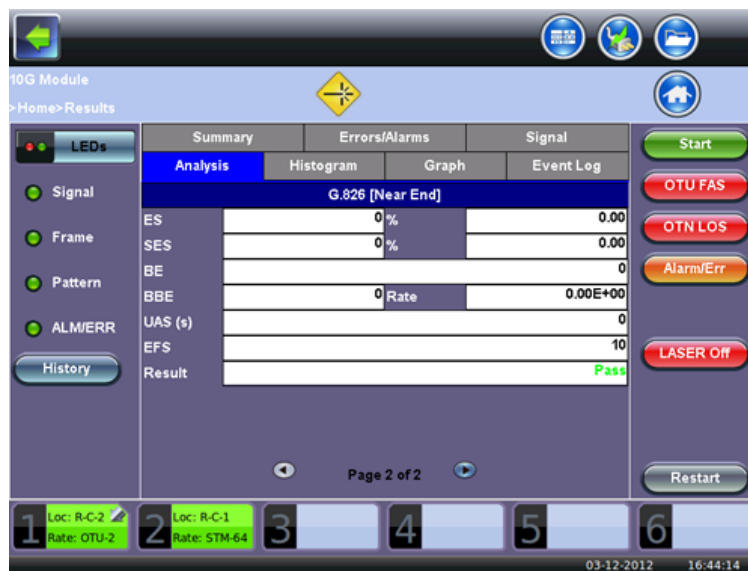 10G Module
>Home>Results
LEDs
Signal
Frame
Pattern
ALM/ERR
History
Summary Errors/Alarms Signal
Analysis Histogram Graph Event Log
G.826 [Near End]
ES 0 % 0.00
SES 0 % 0.00
BE 0
BBE 0 Rate 0.00E+00
UAS (s) 0
EFS 10
Result Pass
Page 2 of 2
Start
OTU FAS
OTN LOS
Alarm/Err
LASER Off
Restart
1 Loc: R-C-2
Rate: OTU-2
2 Loc: R-C-1
Rate: STM-64
3
4
5
6
03-12-2012 16:44:14